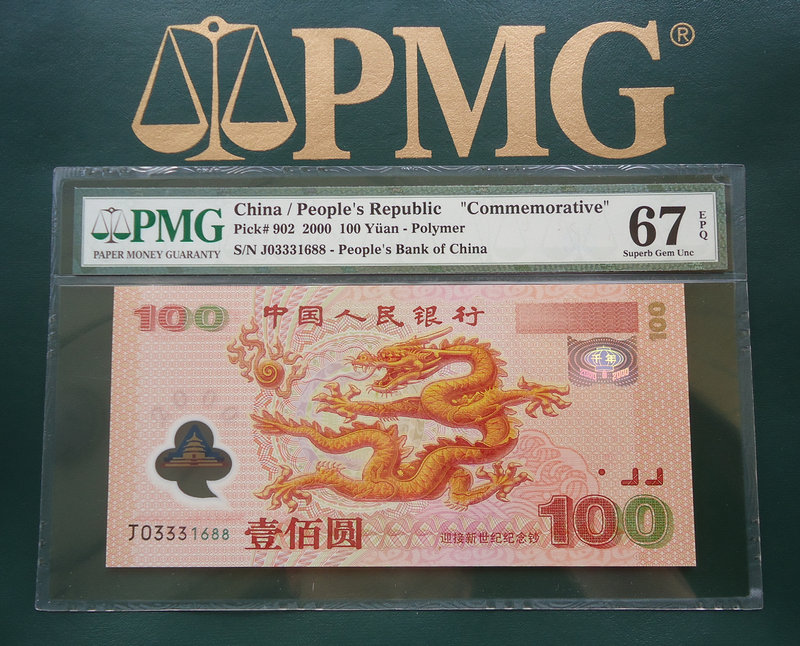 PMG®
PMG
PAPER MONEY GUARANTY
China / People's Republic "Commemorative"
Pick# 902 2000 100 Yüan - Polymer
S/N J03331688 - People's Bank of China
67
EPQ
Superb Gem Unc
100
中国人民银行
100
千年
J03331688
壹佰圆
迎接新世纪纪念钞
100